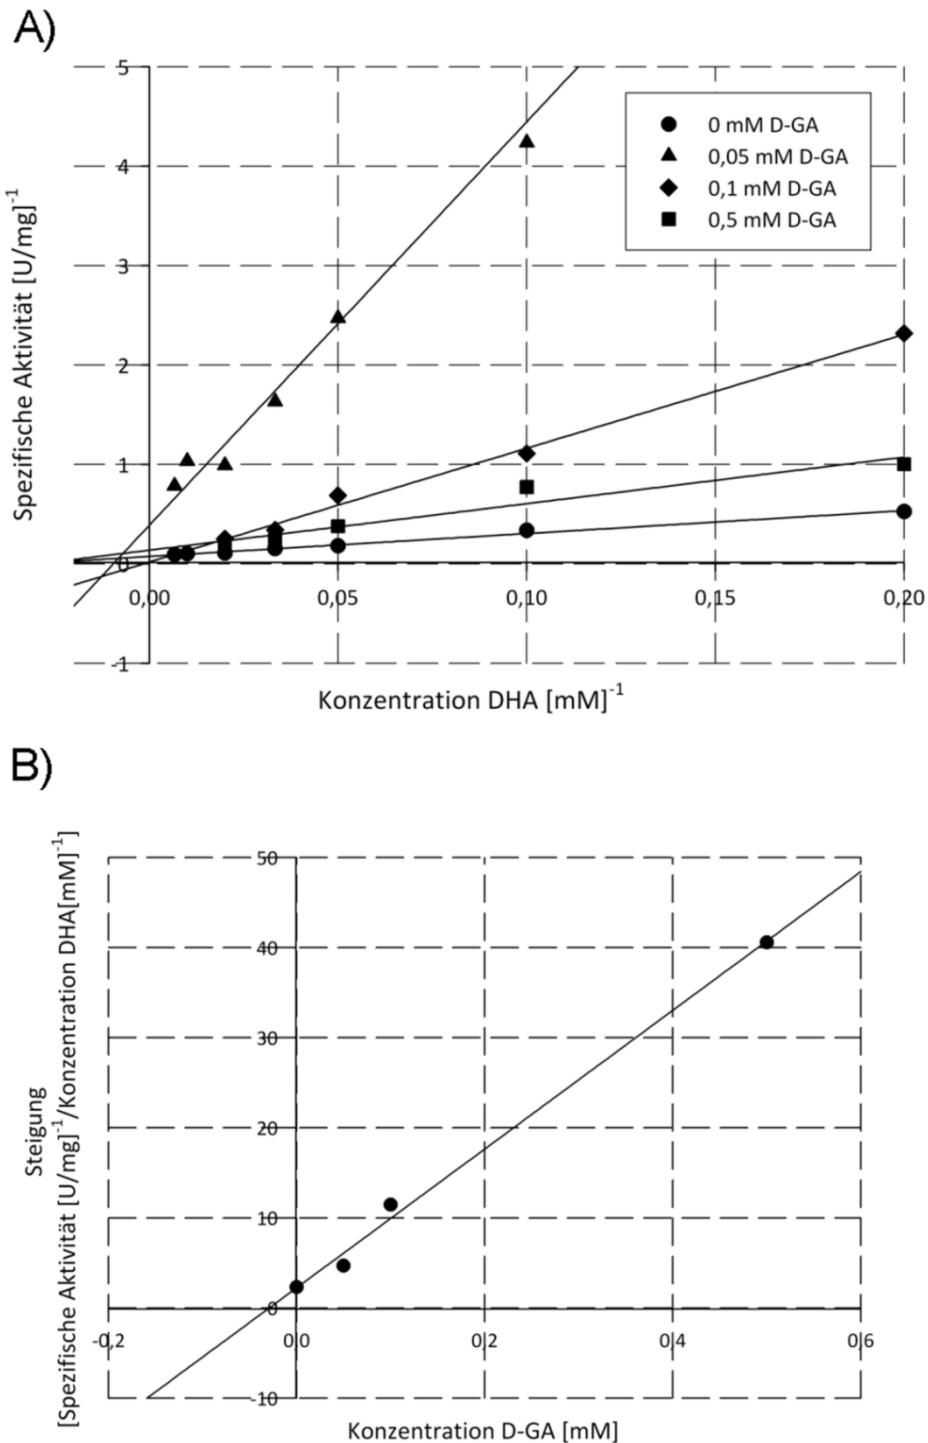 A)
5
4
3
2
1
0
-1
Spezifische Aktivität [U/mg]-1
0 mM D-GA
0,05 mM D-GA
0,1 mM D-GA
0,5 mM D-GA
0,00 0,05 0,10 0,15 0,20
Konzentration DHA [mM]-1
B)
50
40
30
20
10
0
-10
Steigung
[Spezifische Aktivität [U/mg]-1/Konzentration DHA[mM]-1]
-0,2 0,0 0,2 0,4 0,6
Konzentration D-GA [mM]